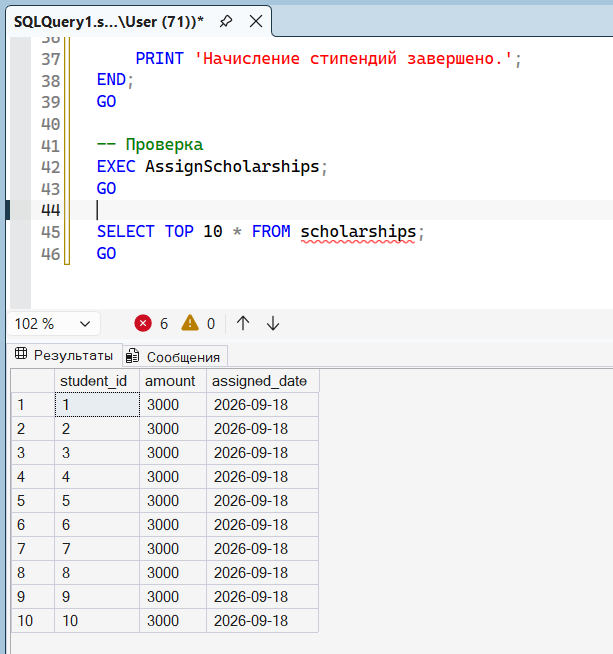 SQLQuery1.s...\User (71))*
36
37 PRINT 'Начисление стипендий завершено.';
38 END;
39 GO
40
41 -- Проверка
42 EXEC AssignScholarships;
43 GO
44
45 SELECT TOP 10 * FROM scholarships;
46 GO
102 % 6 0
Результаты Сообщения
student_id amount assigned_date
1 1 3000 2026-09-18
2 2 3000 2026-09-18
3 3 3000 2026-09-18
4 4 3000 2026-09-18
5 5 3000 2026-09-18
6 6 3000 2026-09-18
7 7 3000 2026-09-18
8 8 3000 2026-09-18
9 9 3000 2026-09-18
10 10 3000 2026-09-18